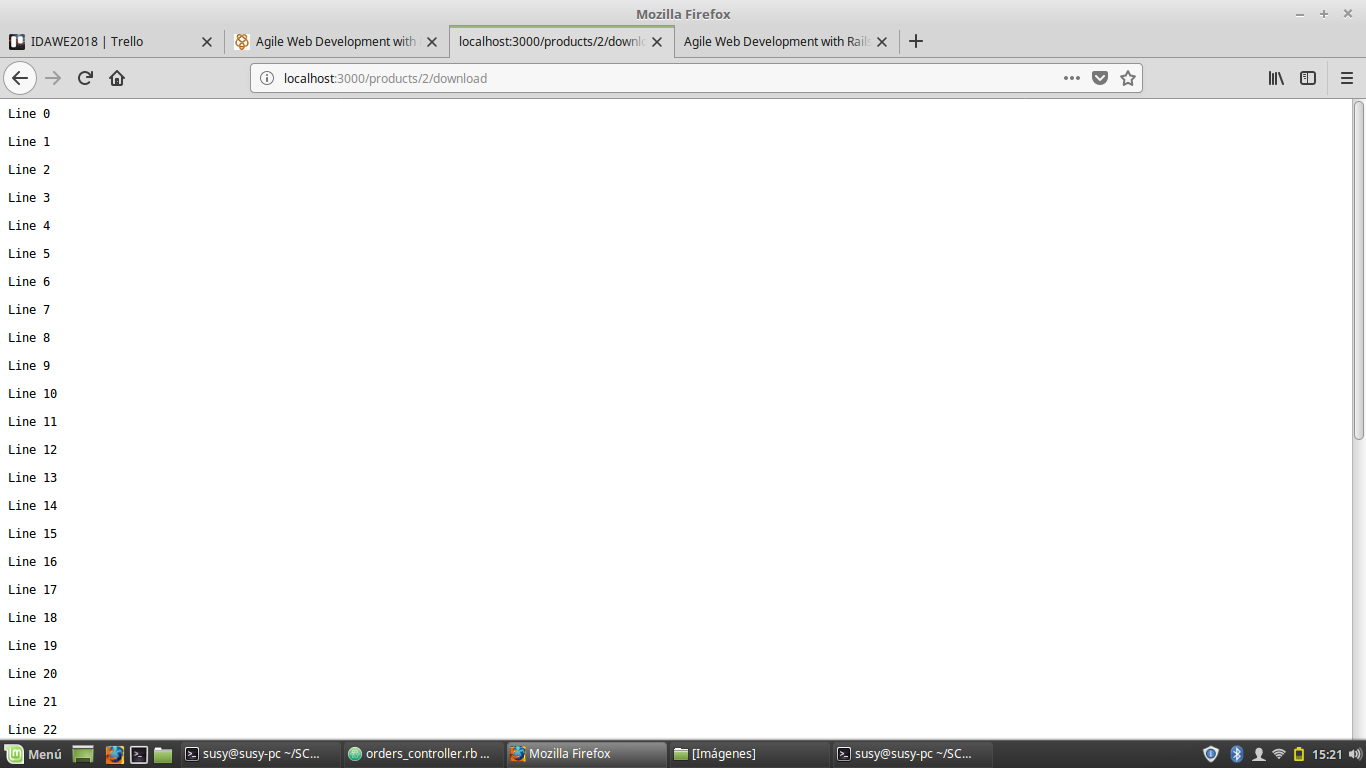 Mozilla Firefox
IDAWE2018 | Trello
Agile Web Development with
localhost:3000/products/2/downl
Agile Web Development with Rails
localhost:3000/products/2/download
Line 0
Line 1
Line 2
Line 3
Line 4
Line 5
Line 6
Line 7
Line 8
Line 9
Line 10
Line 11
Line 12
Line 13
Line 14
Line 15
Line 16
Line 17
Line 18
Line 19
Line 20
Line 21
Line 22
Menú
susy@susy-pc ~/SC...
orders_controller.rb ...
Mozilla Firefox
[Imágenes]
susy@susy-pc ~/SC...
15:21